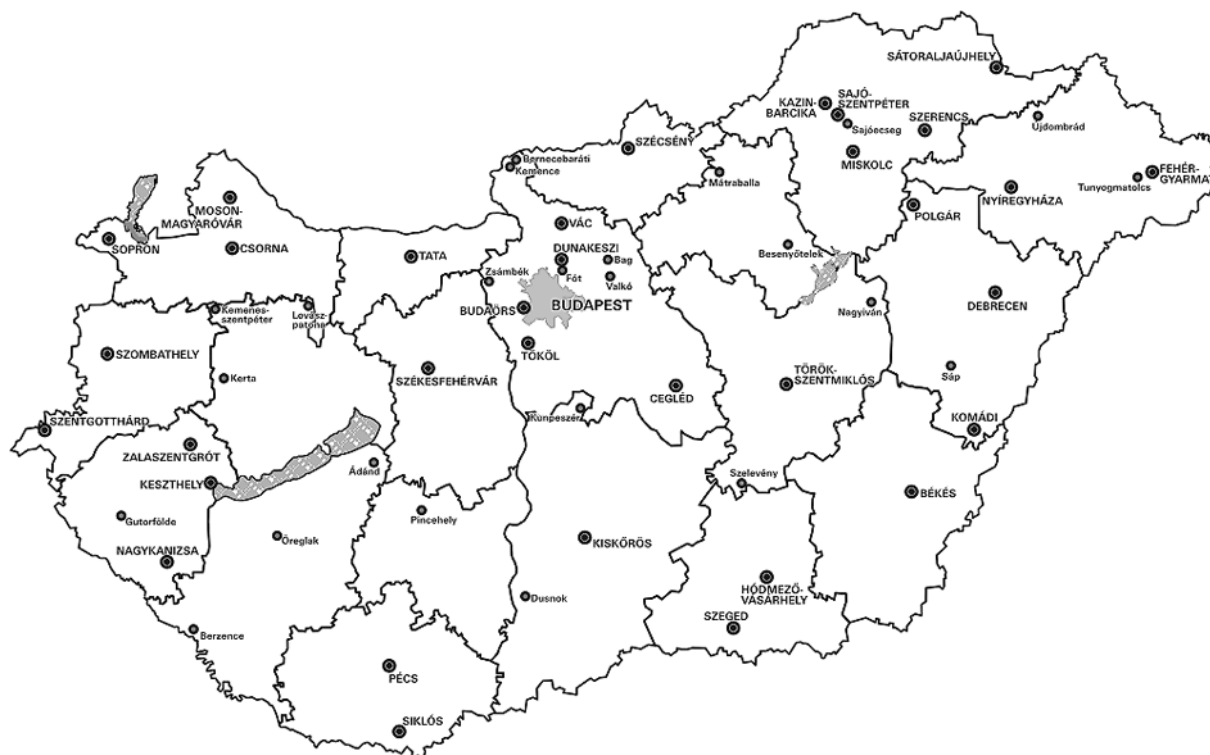 SÁTORALJAÚJHELY
KAZIN-
BARCIKA
SAJÓ-
SZENTPÉTER
Sajóecseg
SZERENCS
Újdombrád
SZÉCSÉNY
MISKOLC
Bernecebaráti
Kemence
Mátraballa
FEHÉR-
GYARMAT
Tunyogmatolcs
NYÍREGYHÁZA
MOSON-
MAGYARÓVÁR
POLGÁR
VÁC
SOPRON
CSORNA
DUNAKESZI
Besenyőtelek
TATA
Bag
Fót
Zsámbék
Valkó
DEBRECEN
BUDAPEST
BUDAÖRS
Kemenes-
szentpéter
Lovász-
patona
Nagyiván
TÖKÖL
SZOMBATHELY
SZÉKESFEHÉRVÁR
TÖRÖK-
SZENTMIKLÓS
Sáp
Kerta
CEGLÉD
Kunpeszér
KOMÁDI
SZENTGOTTHÁRD
ZALASZENTGRÓT
Ádánd
Szelevény
KESZTHELY
BÉKÉS
Gutorfölde
Pincehely
Öreglak
KISKŐRÖS
NAGYKANIZSA
HÓDMEZŐ-
VÁSÁRHELY
Dusnok
SZEGED
Berzence
PÉCS
SIKLÓS